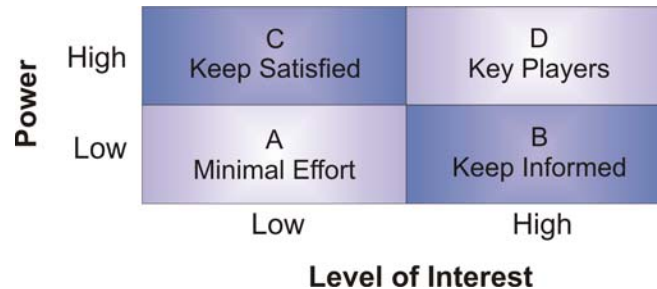 Power
High
C
Keep Satisfied
D
Key Players
Low
A
Minimal Effort
B
Keep Informed
Low
High
Level of Interest